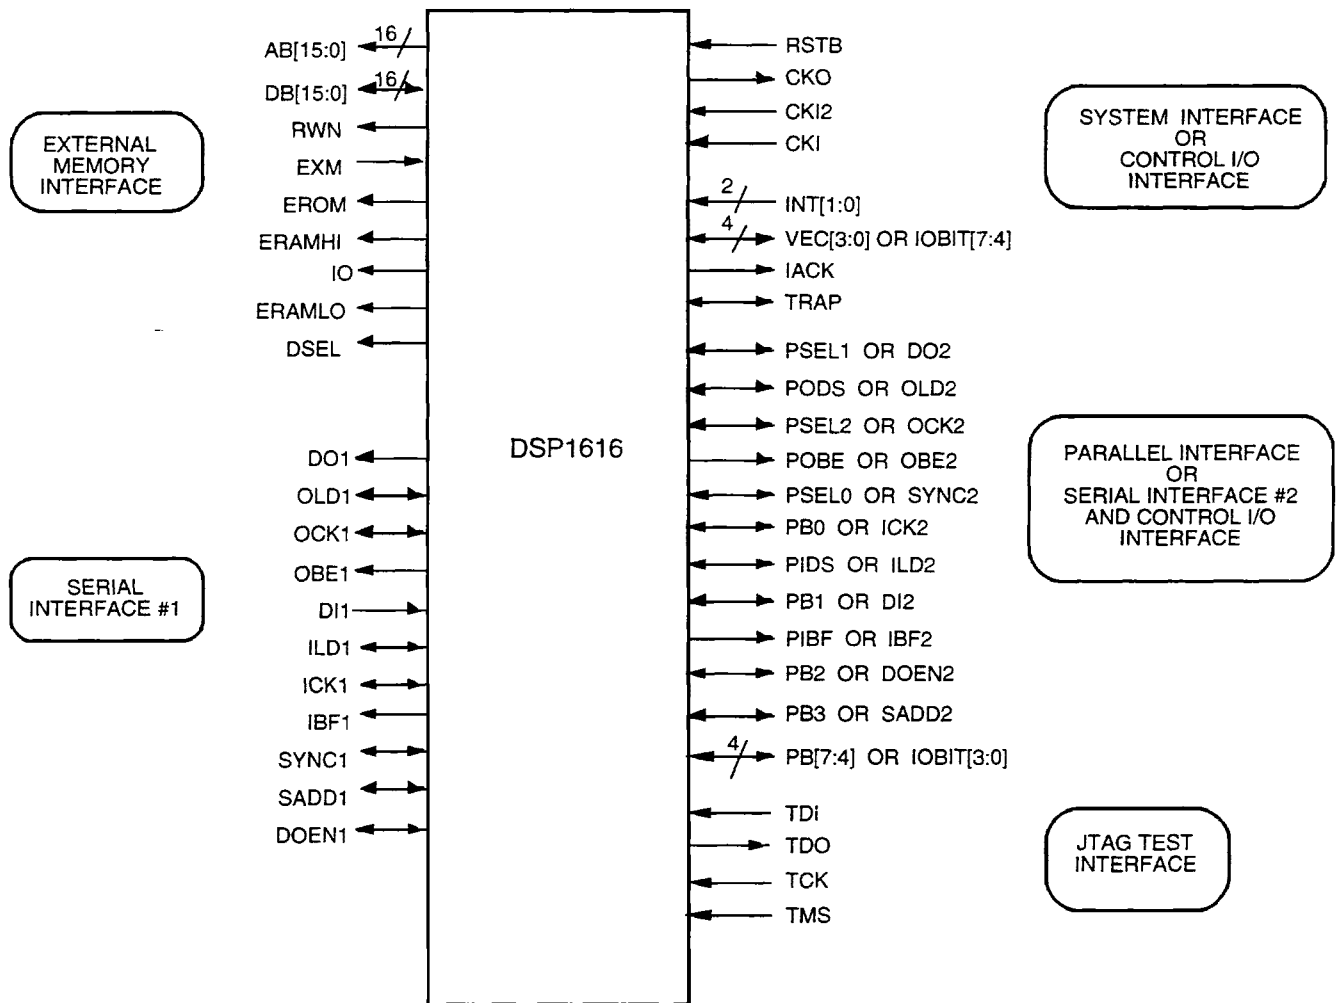 EXTERNAL
MEMORY
INTERFACE
SERIAL
INTERFACE #1
16
AB[15:0]
16
DB[15:0]
RWN
EXM
EROM
ERAMHI
IO
ERAMLO
DSEL
DO1
OLD1
OCK1
OBE1
DI1
ILD1
ICK1
IBF1
SYNC1
SADD1
DOEN1
DSP1616
RSTB
CKO
CKI2
CKI
2
INT[1:0]
4
VEC[3:0] OR IOBIT[7:4]
IACK
TRAP
PSEL1 OR DO2
PODS OR OLD2
PSEL2 OR OCK2
POBE OR OBE2
PSEL0 OR SYNC2
PB0 OR ICK2
PIDS OR ILD2
PB1 OR DI2
PIBF OR IBF2
PB2 OR DOEN2
PB3 OR SADD2
4
PB[7:4] OR IOBIT[3:0]
TDI
TDO
TCK
TMS
SYSTEM INTERFACE
OR
CONTROL I/O
INTERFACE
PARALLEL INTERFACE
OR
SERIAL INTERFACE #2
AND CONTROL I/O
INTERFACE
JTAG TEST
INTERFACE